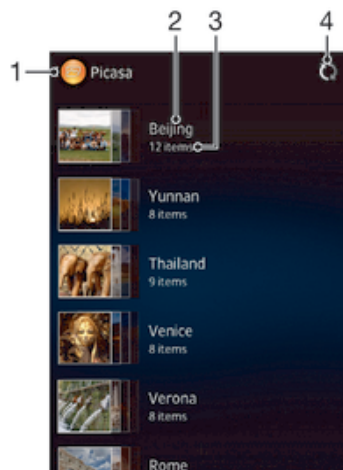 2 3 4
1 Picasa
Beijing
12 items
Yunnan
8 items
Thailand
9 items
Venice
8 items
Verona
8 items
Rome